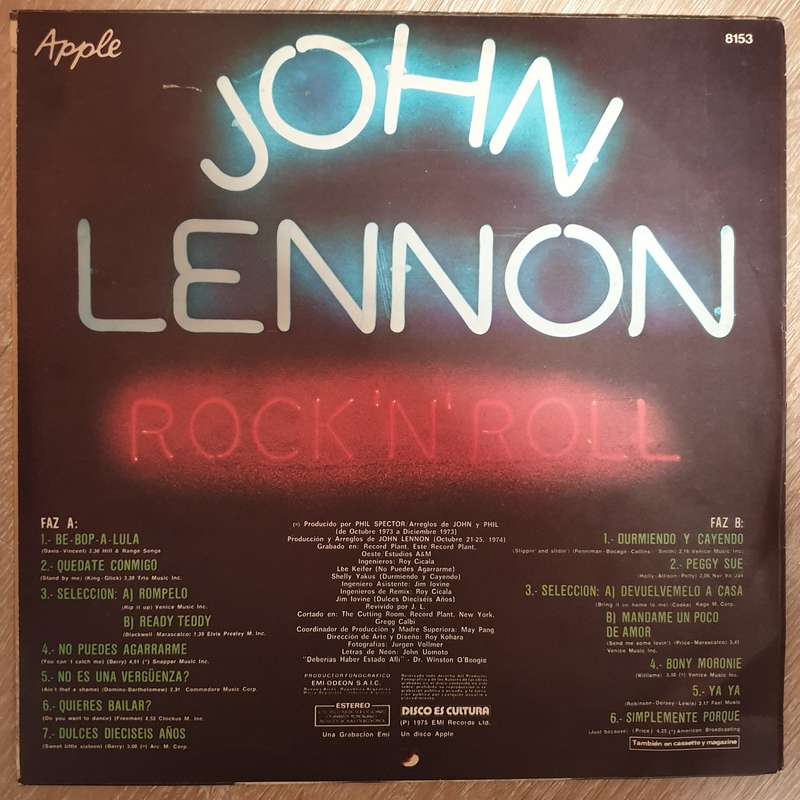 Apple
8153
JOHN
LENNON
ROCK 'N' ROLL
FAZ A:
1.- BE-BOP-A-LULA
(Davis-Vincent) 2,36 Hill & Range Songs
2.- QUEDATE CONMIGO
(Stand by me) (King-Glick) 3,29 Trio Music Inc.
3.- SELECCION: A) ROMPELO
(Rip it up) Venice Music Inc.
B) READY TEDDY
(Blackwell Marascalco) 1,39 Elvis Presley M. Inc.
4.- NO PUEDES AGARRARME
(You can't catch me) (Berry) 4,51 (*) Snapper Music Inc.
5.- NO ES UNA VERGÜENZA?
(Ain't that a shame) (Domino-Bartholomew) 2,31 Commodore Music Corp.
6.- QUIERES BAILAR?
(Do you want to dance) (Freeman) 4,53 Clockus M. Inc.
7.- DULCES DIECISEIS AÑOS
(Sweet little sixteen) (Berry) 3,00 (*) Arc M. Corp.
(*) Producido por PHIL SPECTOR/Arreglos de JOHN y PHIL
(de Octubre 1973 a Diciembre 1973)
Producción y Arreglos de JOHN LENNON (Octubre 21-25, 1974)
Grabado en: Record Plant, Este/Record Plant,
Oeste/Estudios A&M
Ingenieros: Roy Cicala
Lee Keifer (No Puedes Agarrarme)
Shelly Yakus (Durmiendo y Cayendo)
Ingeniero Asistente: Jim Iovine
Ingenieros de Remix: Roy Cicala
Jim Iovine (Dulces Dieciséis Años)
Revivido por J. L.
Cortado en: The Cutting Room, Record Plant, New York.
Gregg Calbi
Coordinador de Producción y Madre Superiora: May Pang
Dirección de Arte y Diseño: Roy Kohara
Fotografías: Jurgen Vollmer
Letras de Neon: John Uomoto
"Deberías Haber Estado Allí" - Dr. Winston O'Boogie
PRODUCTOR FONOGRAFICO
EMI-ODEON S.A.I.C.
ESTEREO
Una Grabación Emi
DISCO ES CULTURA
(P) 1975 EMI Records Ltd.
Un disco Apple
FAZ B:
1.- DURMIENDO Y CAYENDO
(Slippin' and slidin') (Penniman-Bocage-Collins-Smith) 2,16 Venice Music Inc.
2.- PEGGY SUE
(Holly-Allison-Petty) 2,06 Nor Va Jak
3.- SELECCION: A) DEVUELVEMELO A CASA
(Bring it on home to me) (Cooke) Kags M. Corp.
B) MANDAME UN POCO
DE AMOR
(Send me some lovin') (Price-Marascalco) 3,41
Venice Music Inc.
4.- BONY MORONIE
(Williams) 3,50 (*) Venice Music Inc.
5.- YA YA
(Robinson-Dorsey-Lewis) 2,17 Fast Music
6.- SIMPLEMENTE PORQUE
(Just because) (Price) 4,25 (*) American Broadcasting
También en cassette y magazine